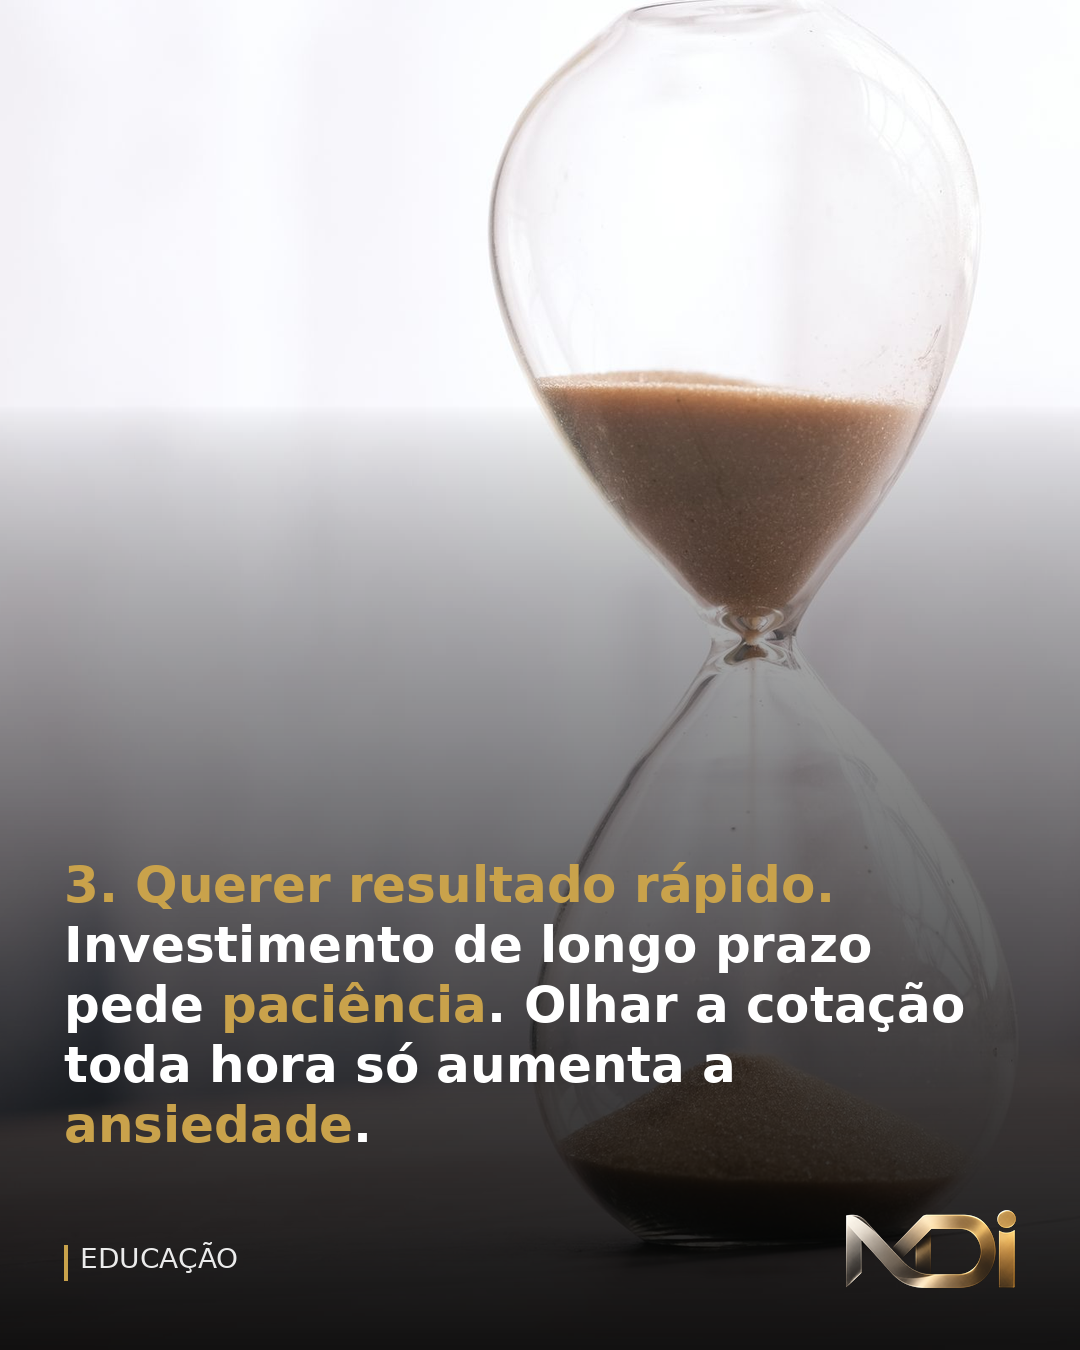 3. Querer resultado rápido.
Investimento de longo prazo
pede paciência. Olhar a cotação
toda hora só aumenta a
ansiedade.
EDUCAÇÃO
NDi